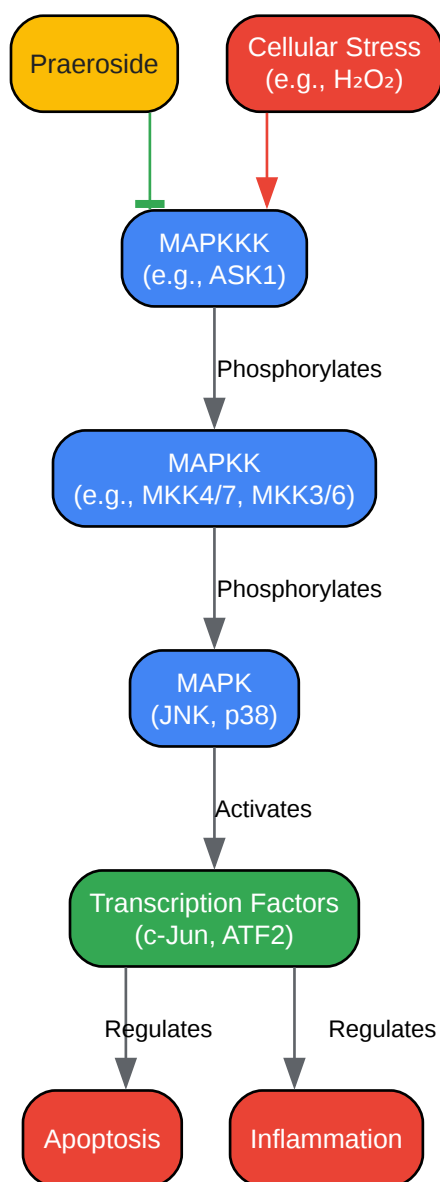 Praeroside
Cellular Stress
(e.g., H₂O₂)
MAPKKK
(e.g., ASK1)
Phosphorylates
MAPKK
(e.g., MKK4/7, MKK3/6)
Phosphorylates
MAPK
(JNK, p38)
Activates
Transcription Factors
(c-Jun, ATF2)
Regulates
Regulates
Apoptosis
Inflammation